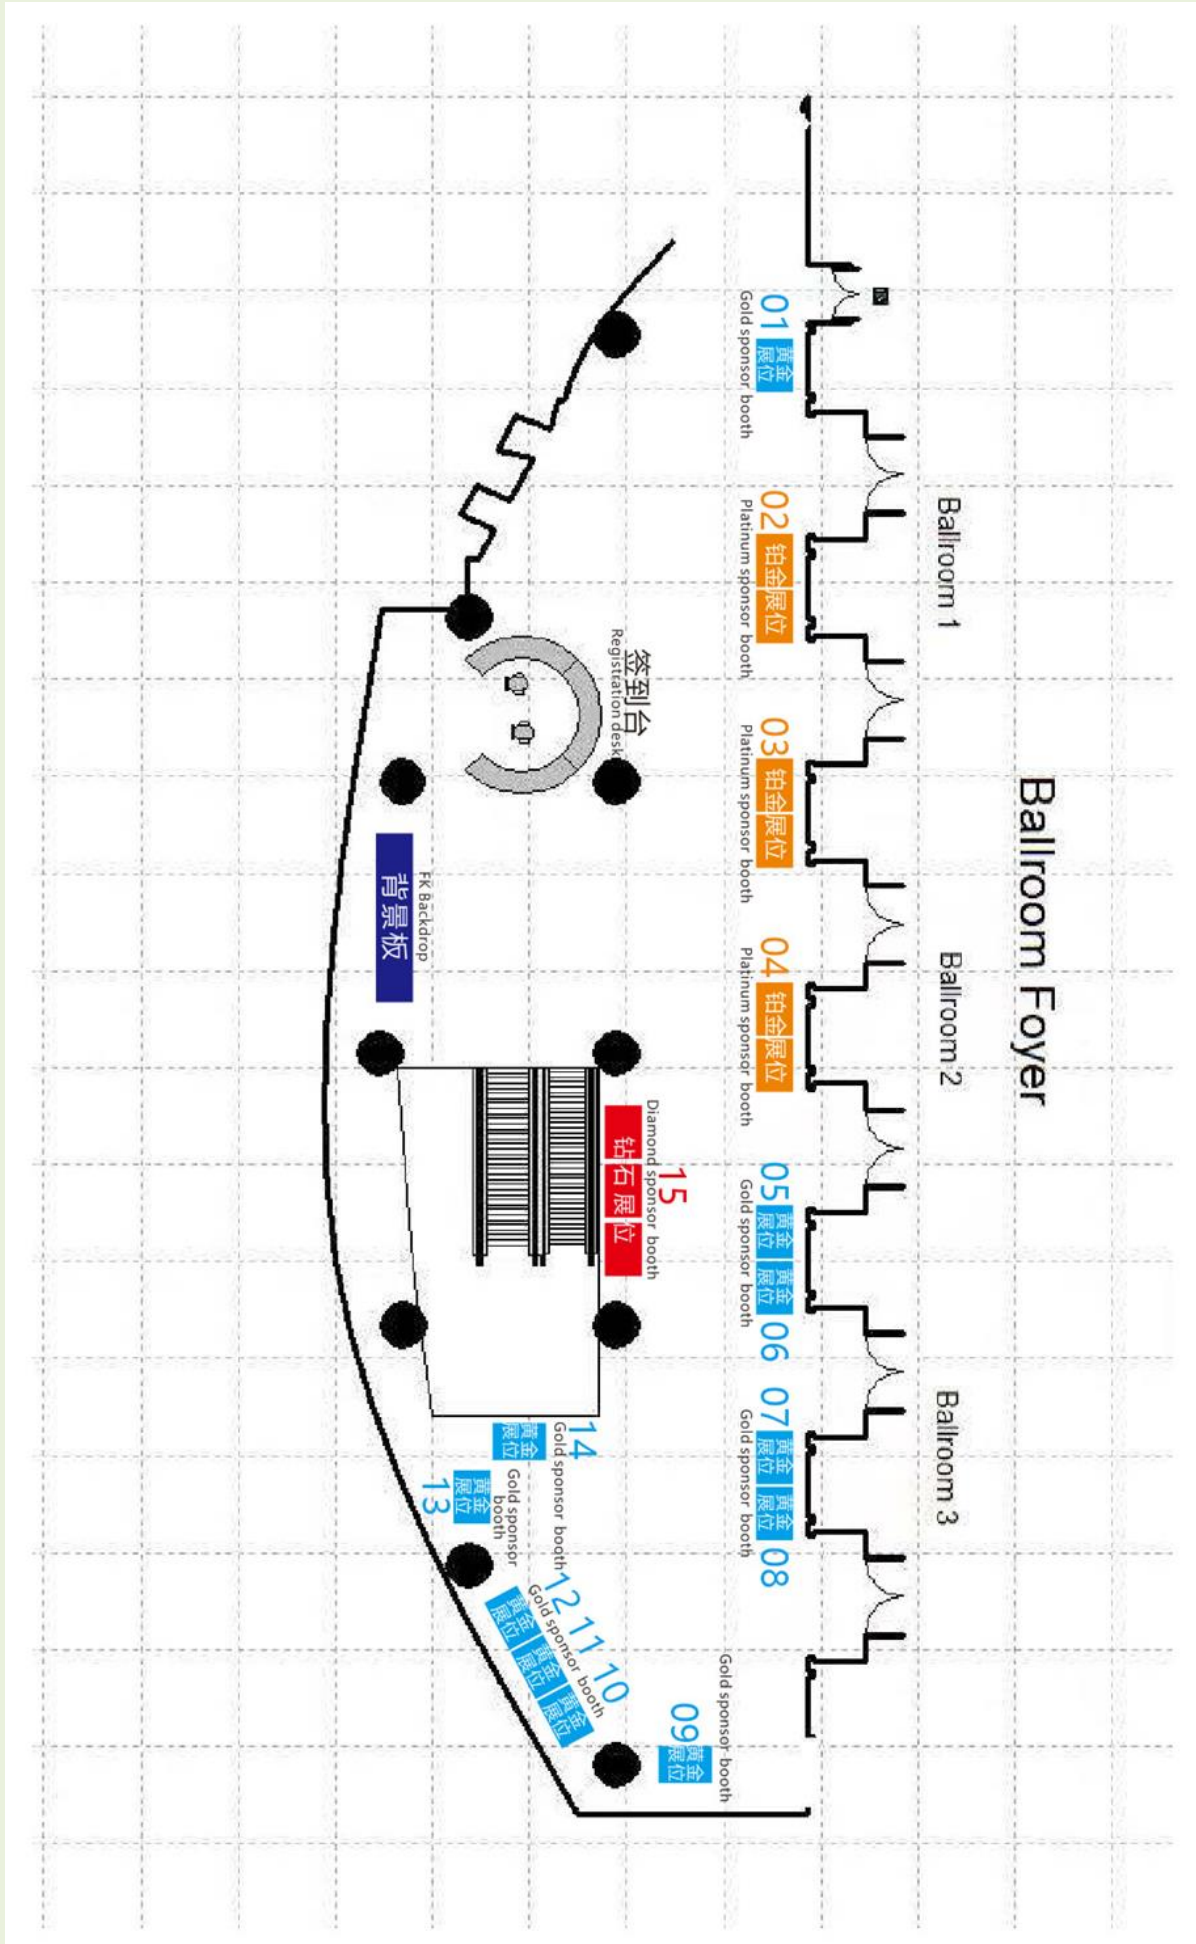 Ballroom Foyer
Ballroom 1
Ballroom 2
Ballroom 3
01
黄金
展位
Gold sponsor booth
02
铂金展位
Platinum sponsor booth
03
铂金展位
Platinum sponsor booth
04
铂金展位
Platinum sponsor booth
05
黄金
展位
黄金
展位
06
Gold sponsor booth
07
黄金
展位
黄金
展位
08
Gold sponsor booth
签到台
Registration desk
15
Diamond sponsor booth
钻石展位
FK Backdrop
背景板
14
Gold sponsor booth
黄金
展位
Gold sponsor
booth
黄金
展位
13
12 11 10
Gold sponsor booth
黄金
展位
黄金
展位
黄金
展位
Gold sponsor booth
09
黄金
展位